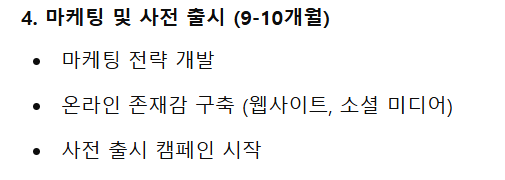 4. 마케팅 및 사전 출시 (9-10개월)
• 마케팅 전략 개발
• 온라인 존재감 구축 (웹사이트, 소셜 미디어)
• 사전 출시 캠페인 시작